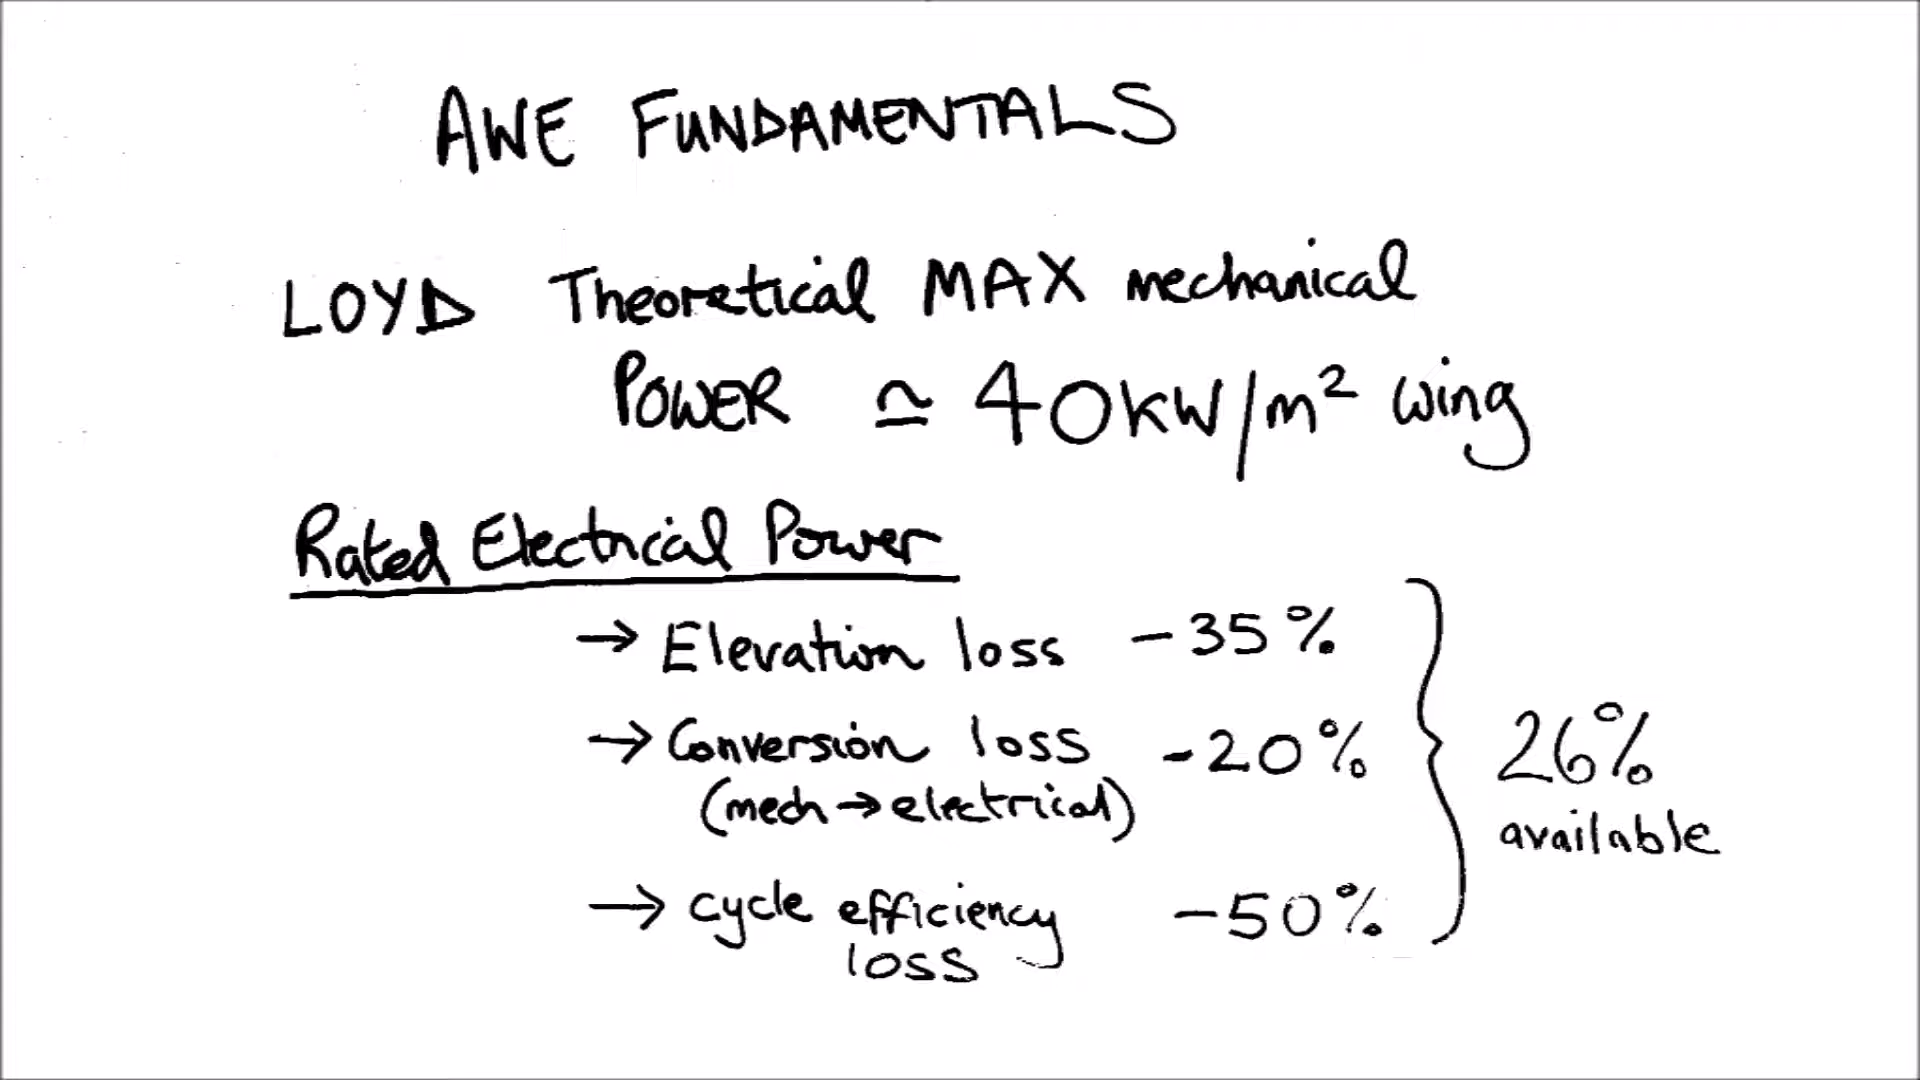 AWE FUNDAMENTALS
LOYD Theoretical MAX mechanical
POWER ≃ 40kW/m² wing
Rated Electrical Power
→ Elevation loss -35%
→ Conversion loss -20%
(mech → electrical)
→ cycle efficiency -50%
loss
26%
available